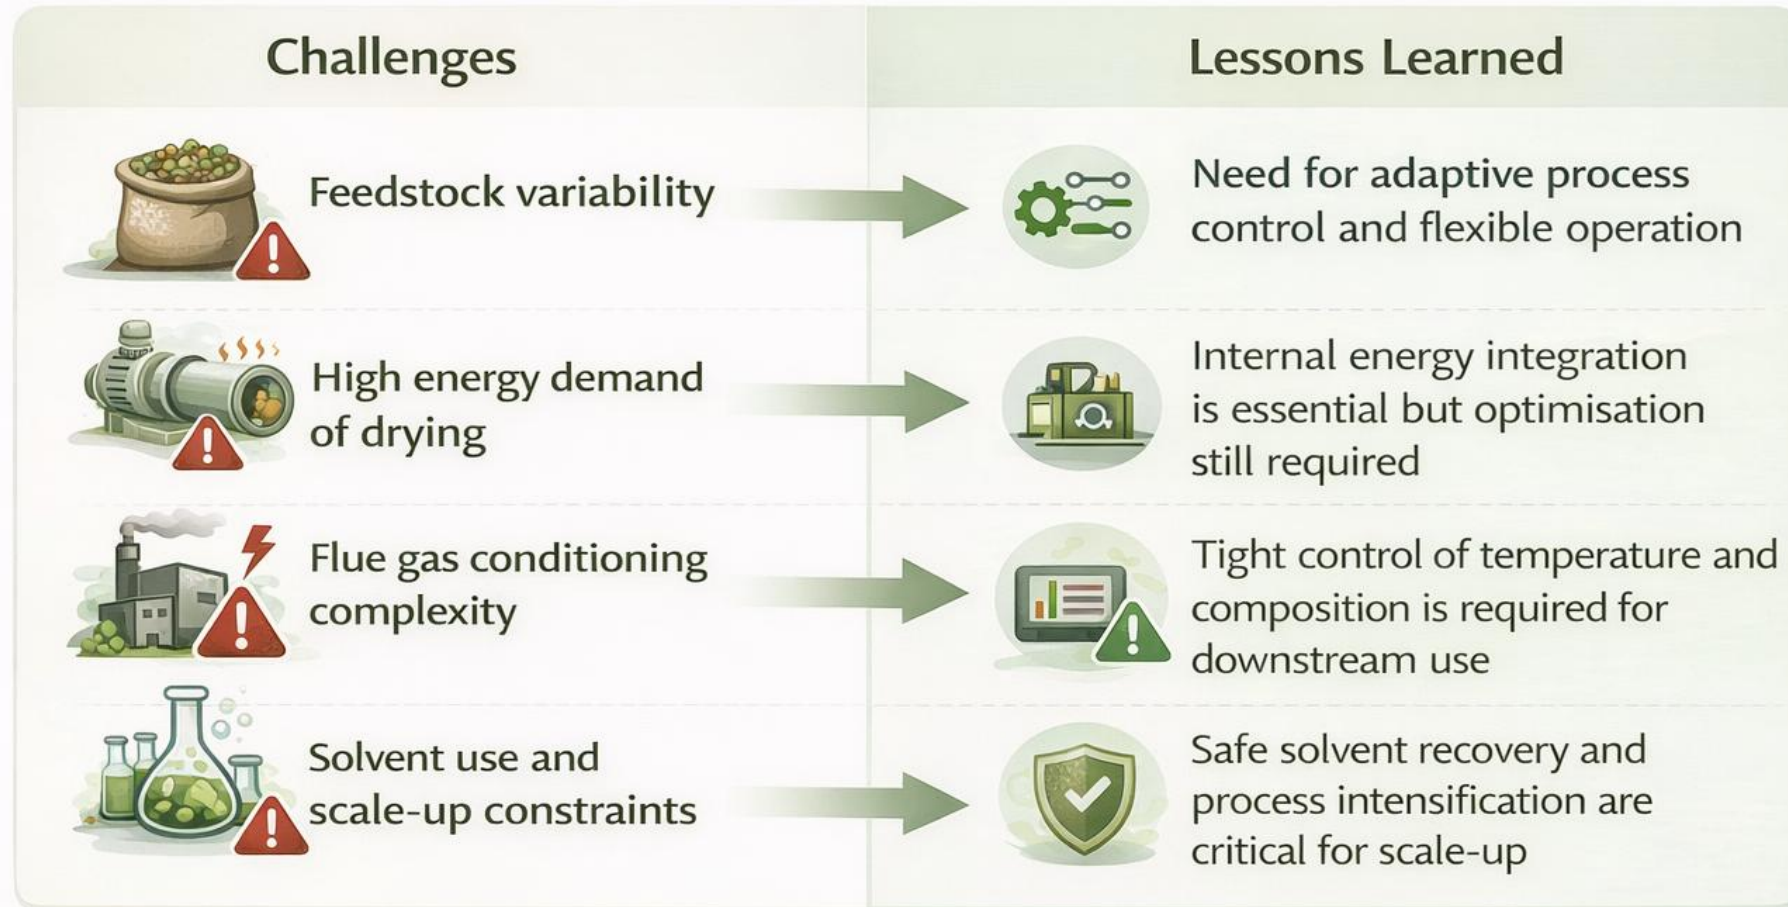 Challenges
Lessons Learned
Feedstock variability
Need for adaptive process
control and flexible operation
High energy demand
of drying
Internal energy integration
is essential but optimisation
still required
Flue gas conditioning
complexity
Tight control of temperature and
composition is required for
downstream use
Solvent use and
scale-up constraints
Safe solvent recovery and
process intensification are
critical for scale-up